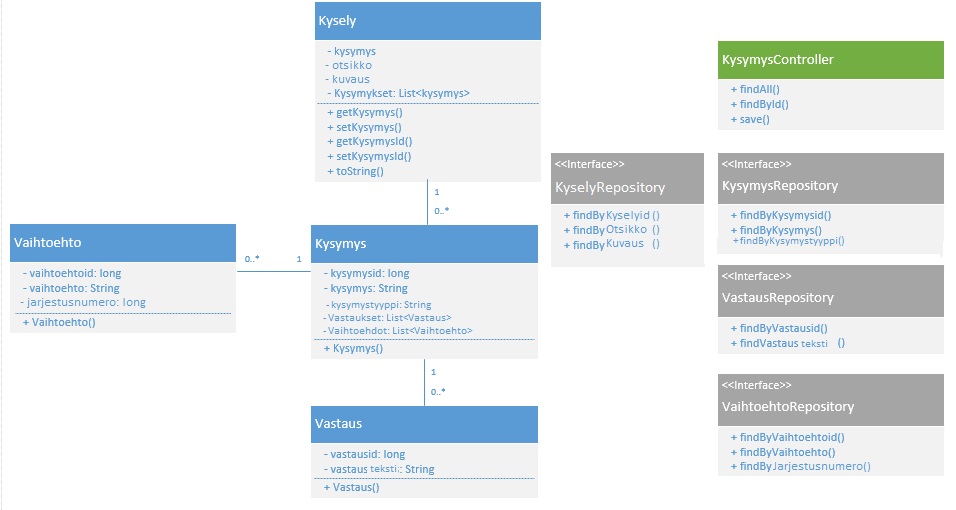 Kysely
- kysymys
- otsikko
- kuvaus
- Kysymykset: List<kysymys>
+ getKysymys()
+ setKysymys()
+ getKysymysId()
+ setKysymysId()
+ toString()
1
0..*
Vaihtoehto
- vaihtoehtoid: long
- vaihtoehto: String
- jarjestusnumero: long
+ Vaihtoehto()
0..*
1
Kysymys
- kysymysid: long
- kysymys: String
- kysymystyyppi: String
- Vastaukset: List<Vastaus>
- Vaihtoehdot: List<Vaihtoehto>
+ Kysymys()
1
0..*
Vastaus
- vastausid: long
- vastaus teksti.: String
+ Vastaus()
<<Interface>>
KyselyRepository
+ findBy Kyselyid ()
+ findBy Otsikko ()
+ findBy Kuvaus ()
KysymysController
+ findAll()
+ findById()
+ save()
<<Interface>>
KysymysRepository
+ findByKysymysid()
+ findByKysymys()
+ findByKysymystyyppi()
<<Interface>>
VastausRepository
+ findByVastausid()
+ findVastaus teksti ()
<<Interface>>
VaihtoehtoRepository
+ findByVaihtoehtoid()
+ findByVaihtoehto()
+ findByJarjestusnumero()